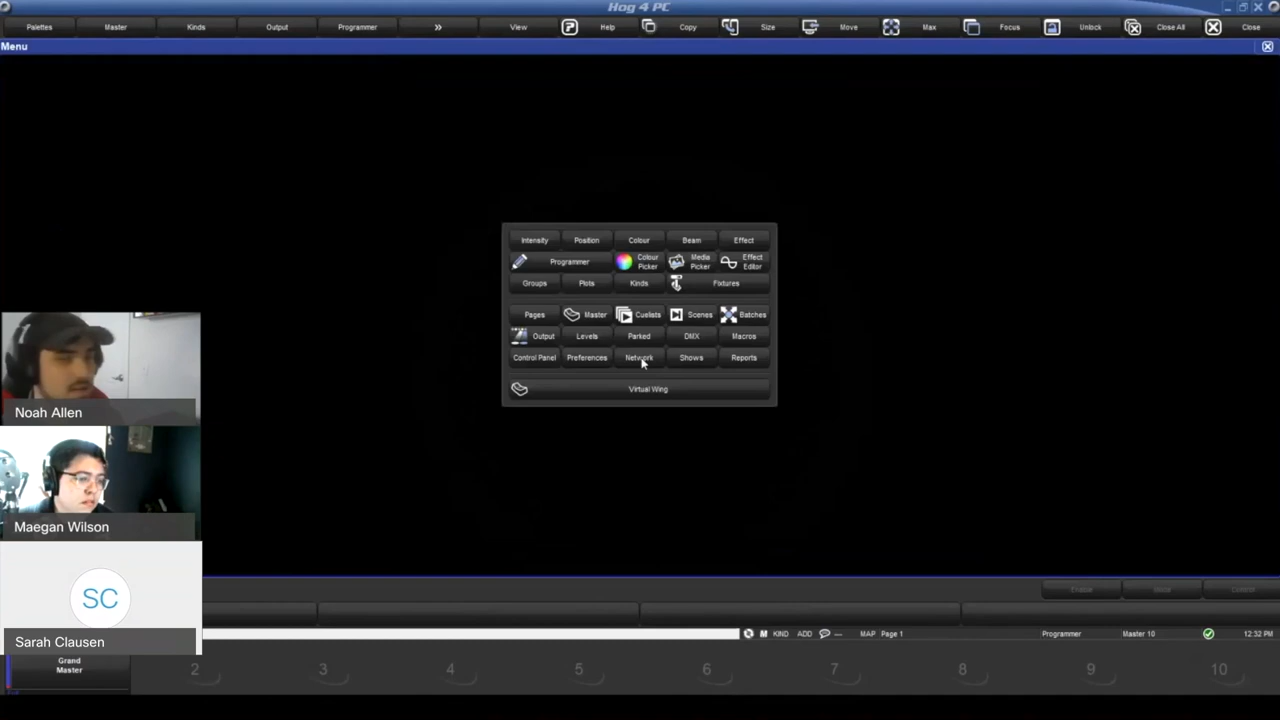 Hog 4 PC
Palettes Master Kinds Output Programmer » View Help Copy Size Move Max Focus Unlock Close All Close
Menu
Intensity Position Colour Beam Effect
Programmer Colour Picker Media Picker Effect Editor
Groups Plots Kinds Fixtures
Pages Master Cuelists Scenes Batches
Output Levels Parked DMX Macros
Control Panel Preferences Network Shows Reports
Virtual Wing
Noah Allen
Maegan Wilson
SC
Sarah Clausen
Enable
M KIND ADD — MAP Page 1 Programmer Master 10 12:32 PM
Grand
Master
2 3 4 5 6 7 8 9 10